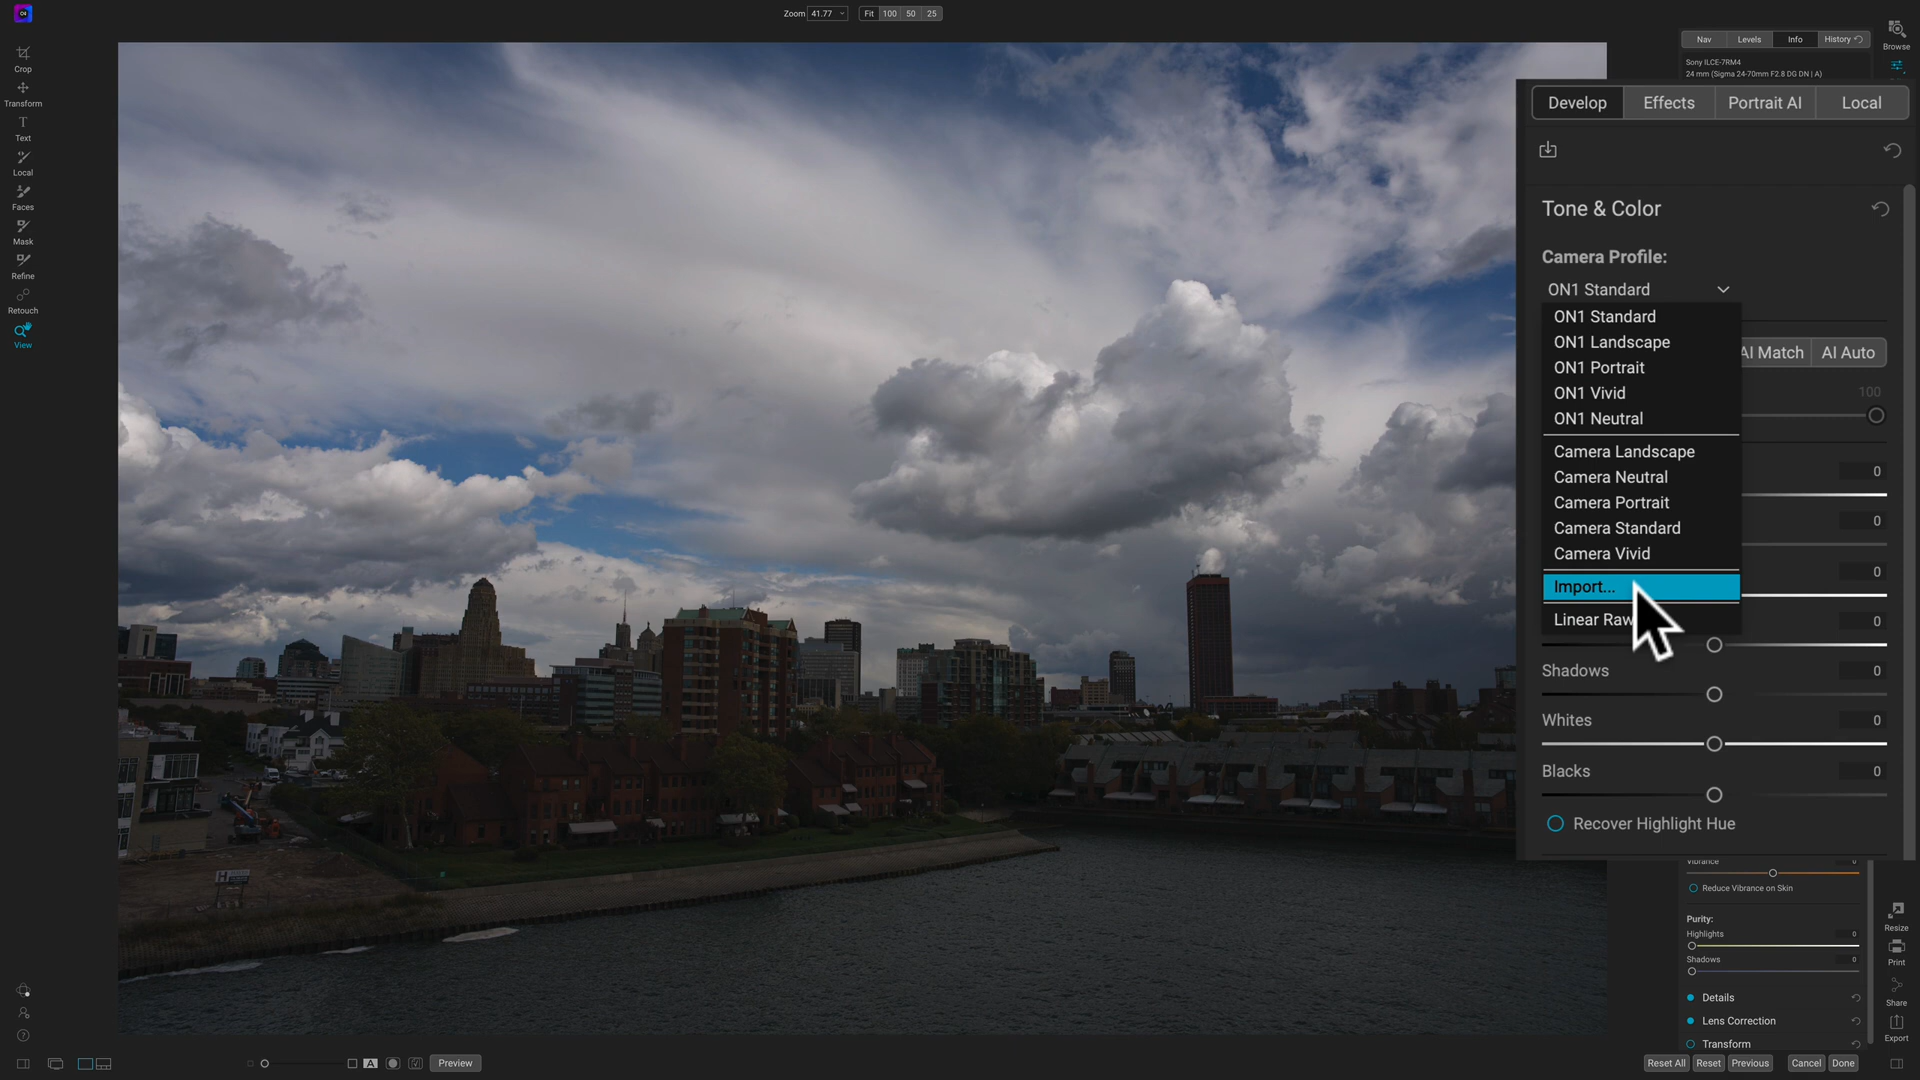 Zoom 41.77
Fit 100 50 25
Crop
Transform
Text
Local
Faces
Mask
Refine
Retouch
View
Nav Levels Info History
Sony ILCE-7RM4
24 mm (Sigma 24-70mm F2.8 DG DN | A)
Browse
Develop Effects Portrait AI Local
Tone & Color
Camera Profile:
ON1 Standard
ON1 Standard
ON1 Landscape
ON1 Portrait
ON1 Vivid
ON1 Neutral
Camera Landscape
Camera Neutral
Camera Portrait
Camera Standard
Camera Vivid
Import...
Linear Raw
AI Match AI Auto
100
0
0
0
0
Shadows 0
Whites 0
Blacks 0
Recover Highlight Hue
Vibrance 0
Reduce Vibrance on Skin
Purity:
Highlights 0
Shadows 0
Details
Lens Correction
Transform
Resize
Print
Share
Export
A
Preview
Reset All Reset Previous Cancel Done
H